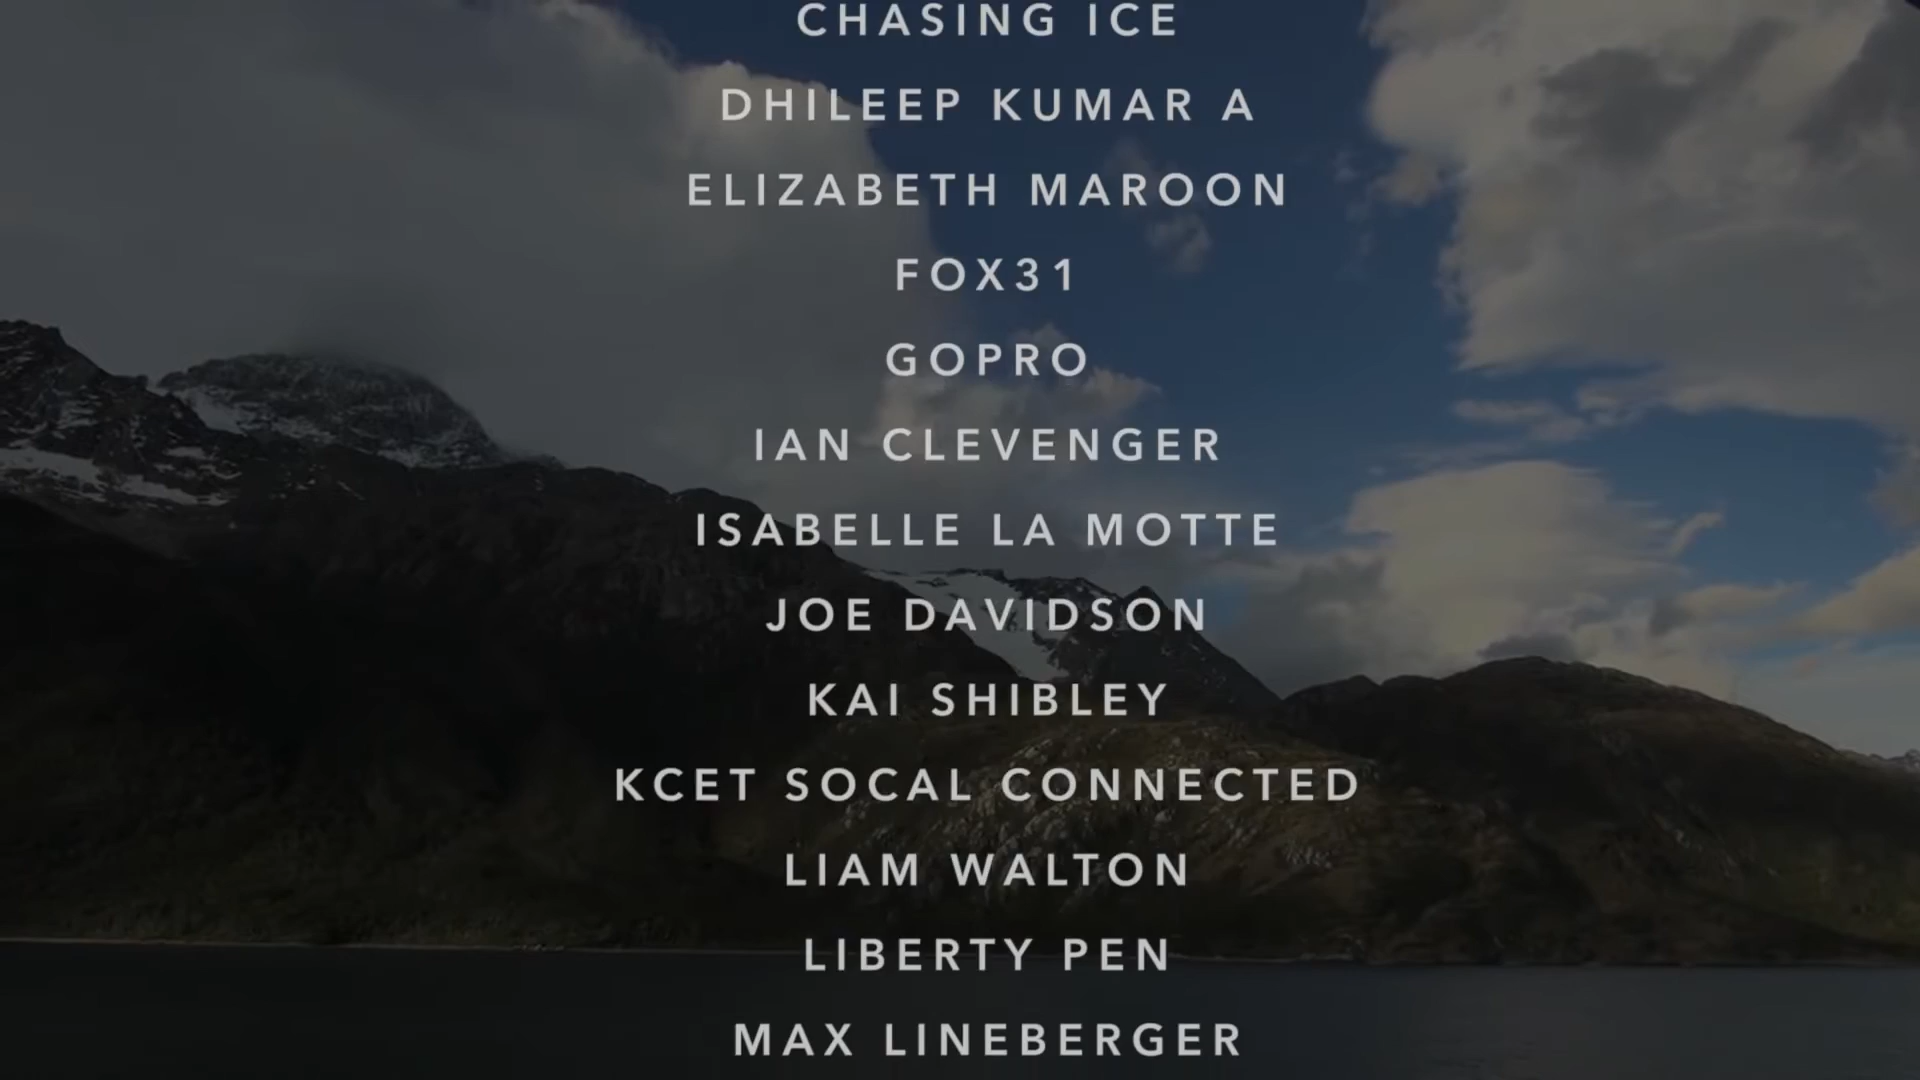 CHASING ICE
DHILEEP KUMAR A
ELIZABETH MAROON
FOX31
GOPRO
IAN CLEVENGER
ISABELLE LA MOTTE
JOE DAVIDSON
KAI SHIBLEY
KCET SOCAL CONNECTED
LIAM WALTON
LIBERTY PEN
MAX LINEBERGER